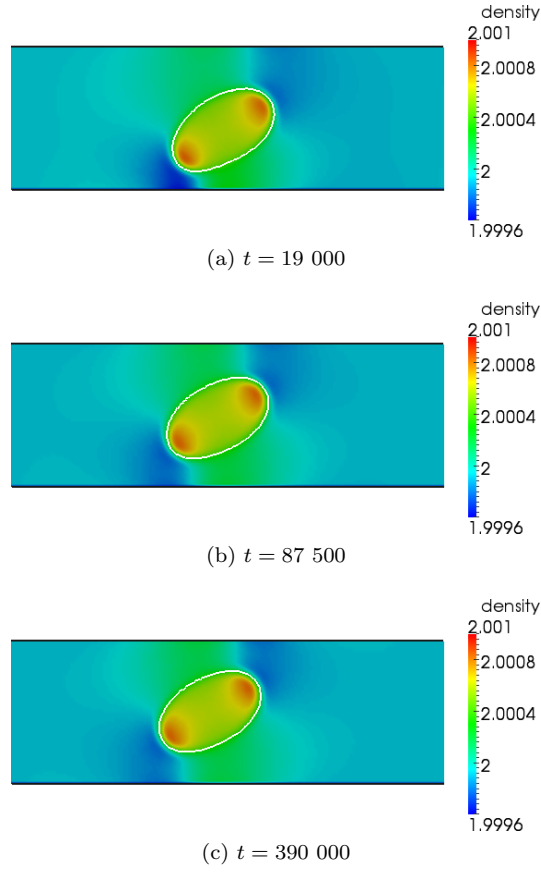 density
2.001
2.0008
2.0004
2
1.9996
(a) t = 19 000
density
2.001
2.0008
2.0004
2
1.9996
(b) t = 87 500
density
2.001
2.0008
2.0004
2
1.9996
(c) t = 390 000